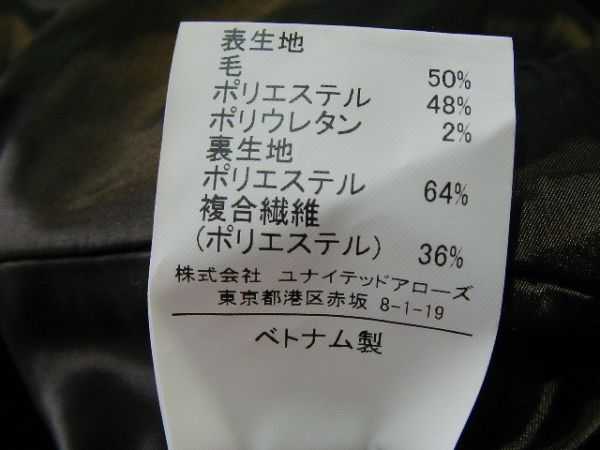 表生地
毛 50%
ポリエステル 48%
ポリウレタン 2%
裏生地
ポリエステル 64%
複合繊維
(ポリエステル) 36%
株式会社 ユナイテッドアローズ
東京都港区赤坂 8-1-19
ベトナム製